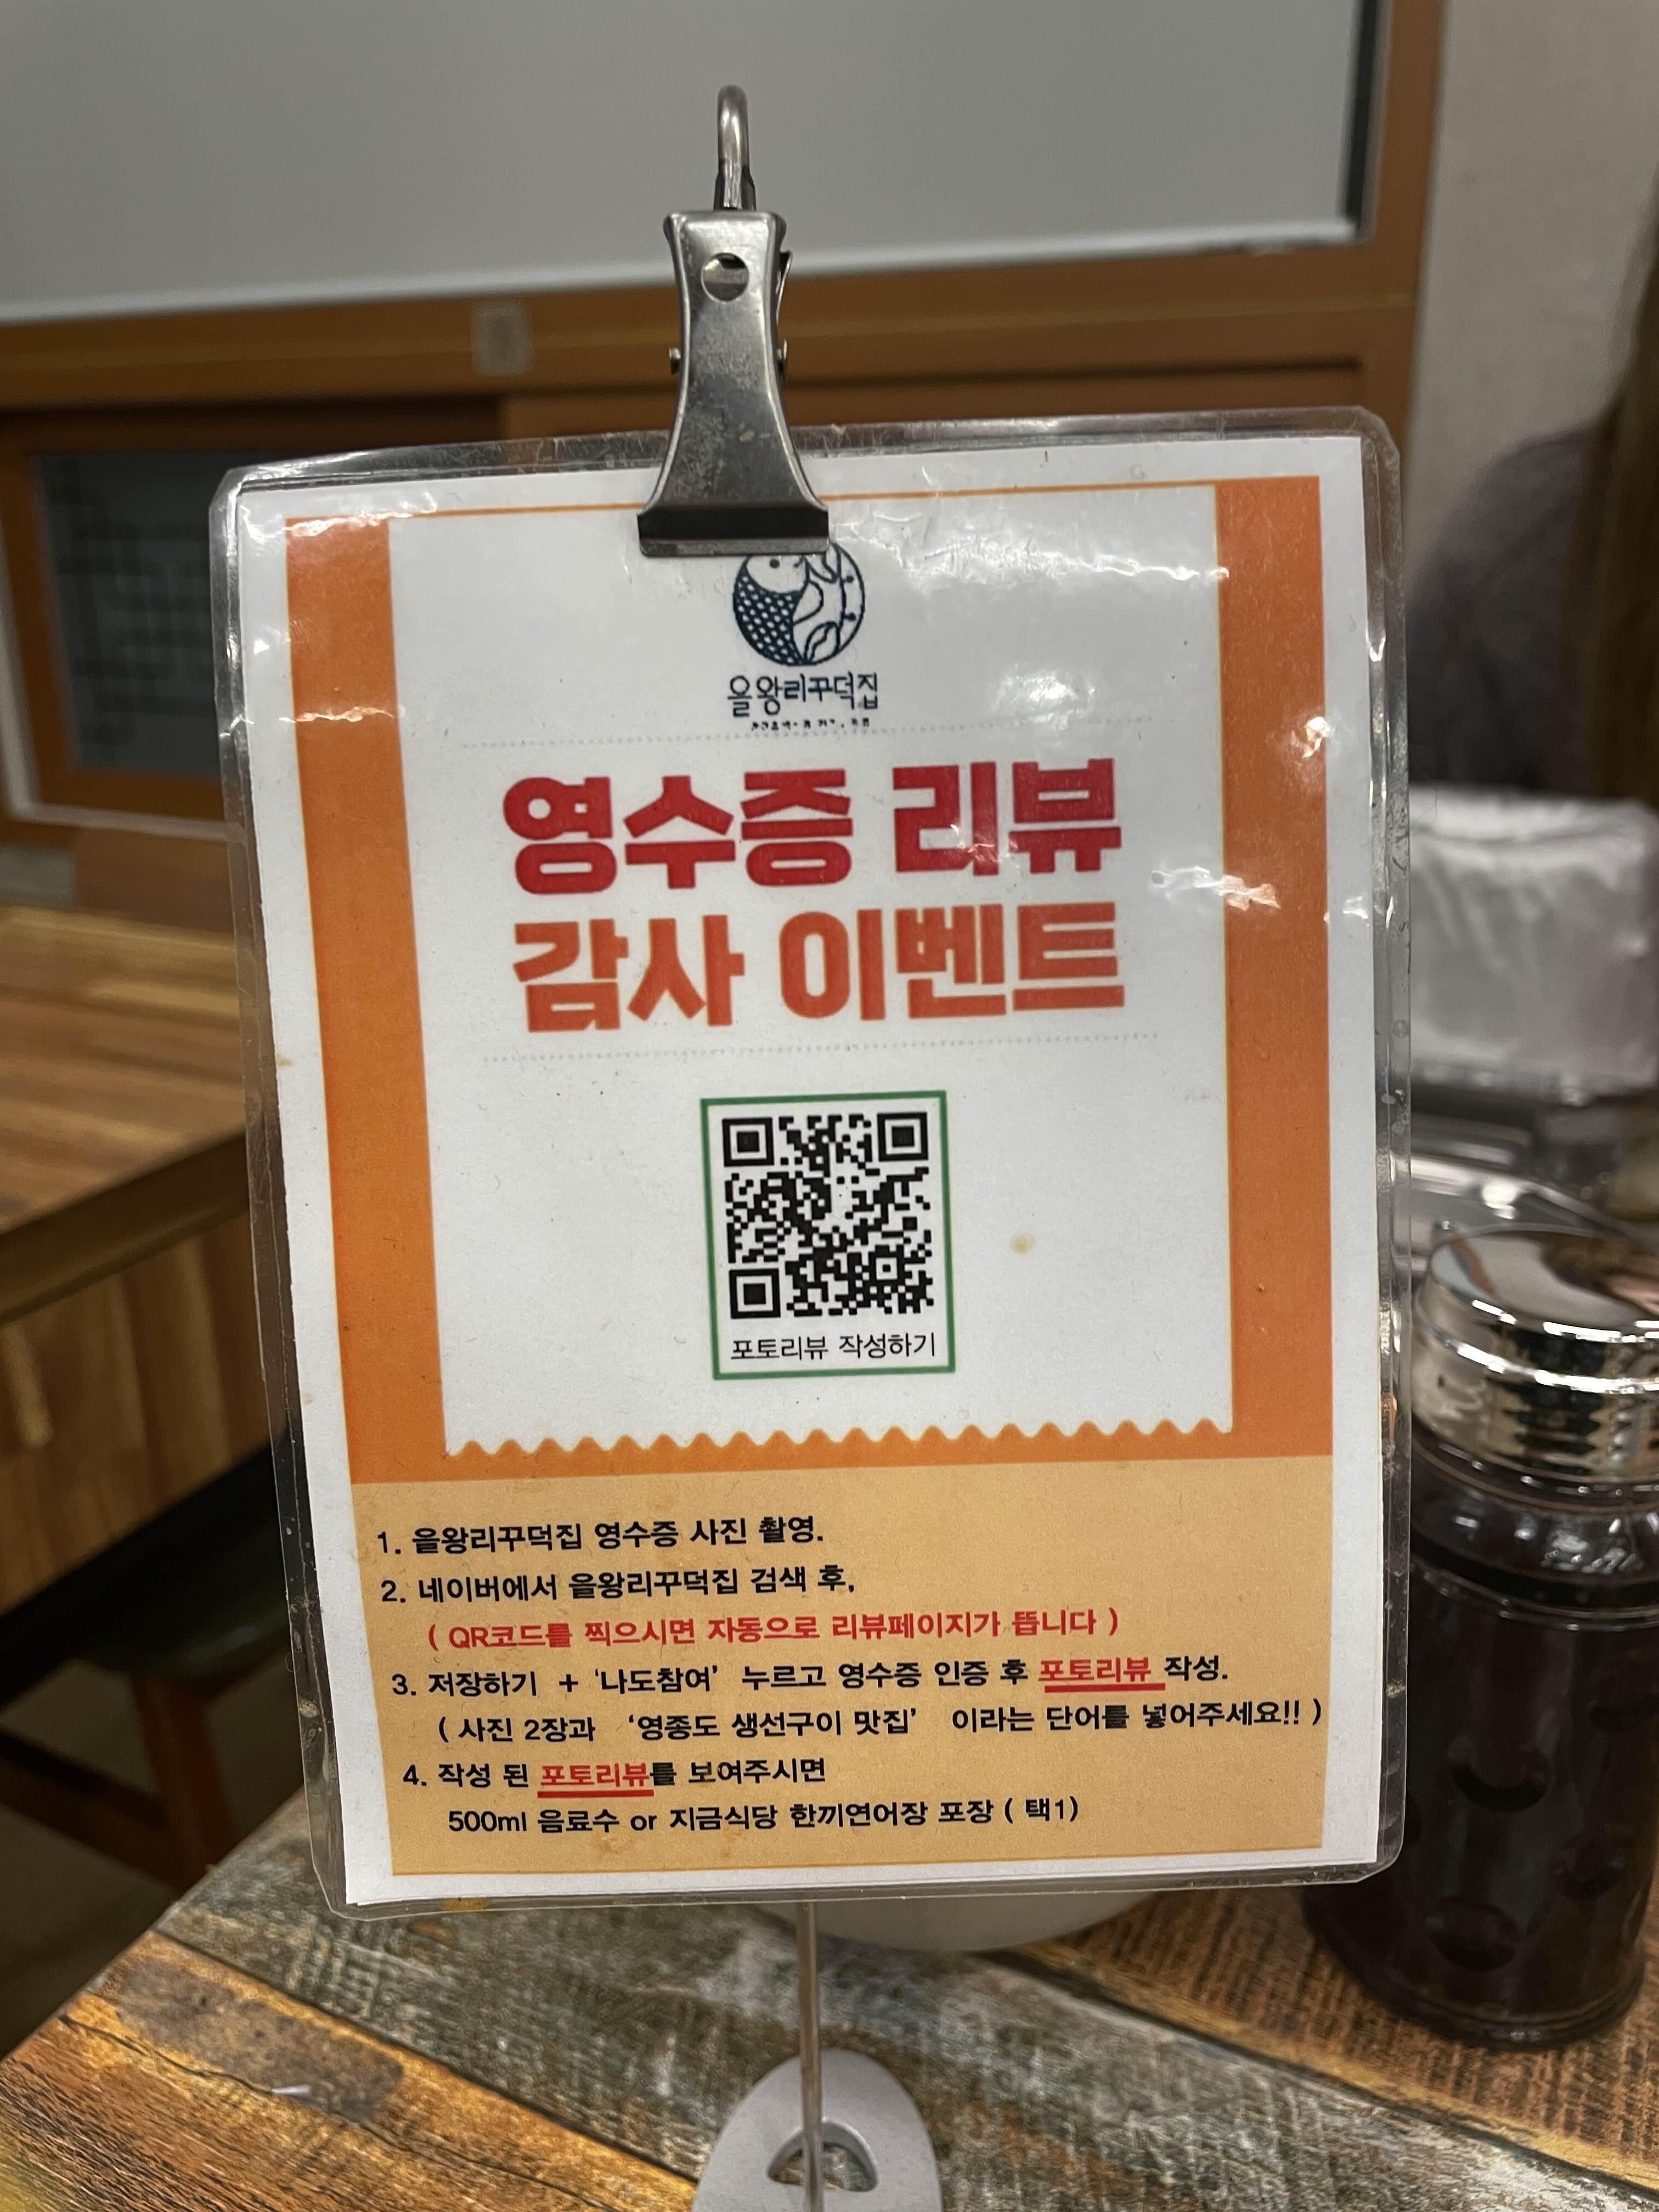 을왕리꾸덕집
영수증 리뷰
감사 이벤트
포토리뷰 작성하기
1. 을왕리꾸덕집 영수증 사진 촬영.
2. 네이버에서 을왕리꾸덕집 검색 후,
( QR코드를 찍으시면 자동으로 리뷰페이지가 뜹니다 )
3. 저장하기 + '나도참여' 누르고 영수증 인증 후 포토리뷰 작성.
( 사진 2장과 '영종도 생선구이 맛집' 이라는 단어를 넣어주세요!! )
4. 작성 된 포토리뷰를 보여주시면
500ml 음료수 or 지금식당 한끼연어장 포장 ( 택1)